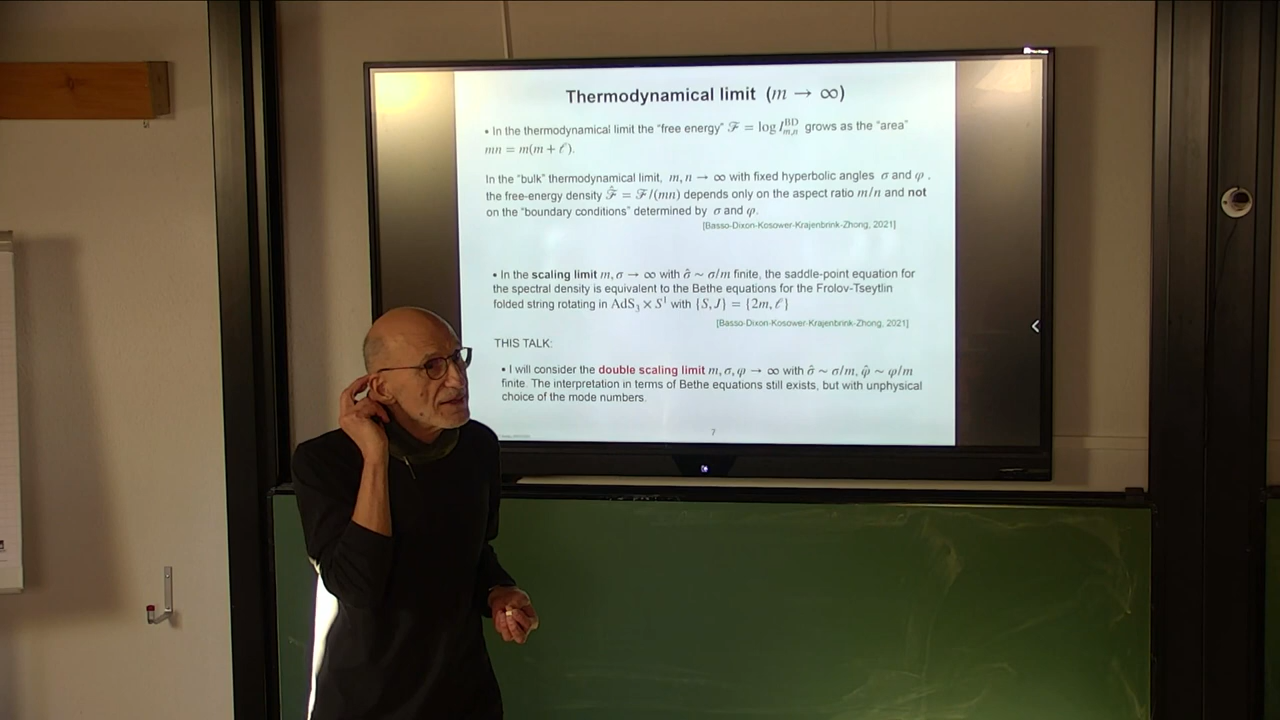 Thermodynamical limit (m → ∞)
• In the thermodynamical limit the "free energy" ℱ = log I_{m,n}^{BD} grows as the "area"
mn = m(m + ℓ).
In the "bulk" thermodynamical limit, m, n → ∞ with fixed hyperbolic angles σ and φ ,
the free-energy density ℱ̂ = ℱ/(mn) depends only on the aspect ratio m/n and not
on the "boundary conditions" determined by σ and φ.
[Basso-Dixon-Kosower-Krajenbrink-Zhong, 2021]
• In the scaling limit m, σ → ∞ with σ̂ ∼ σ/m finite, the saddle-point equation for
the spectral density is equivalent to the Bethe equations for the Frolov-Tseytlin
folded string rotating in AdS₃ × S¹ with {S, J} = {2m, ℓ}
[Basso-Dixon-Kosower-Krajenbrink-Zhong, 2021]
THIS TALK:
• I will consider the double scaling limit m, σ, φ → ∞ with σ̂ ∼ σ/m, φ̂ ∼ φ/m
finite. The interpretation in terms of Bethe equations still exists, but with unphysical
choice of the mode numbers.
7